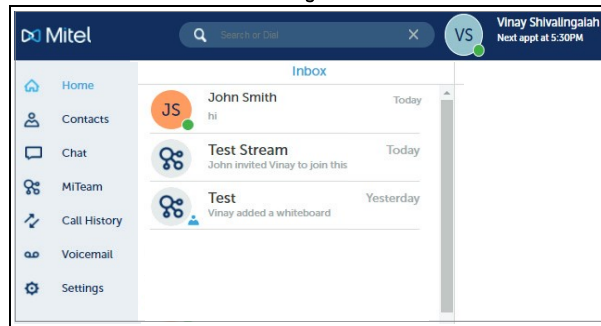 Mitel
Search or Dial
VS
Vinay Shivalingaiah
Next appt at 5:30PM
Home
Contacts
Chat
MiTeam
Call History
Voicemail
Settings
Inbox
JS
John Smith
Today
hi
Test Stream
Today
John invited Vinay to join this
Test
Yesterday
Vinay added a whiteboard